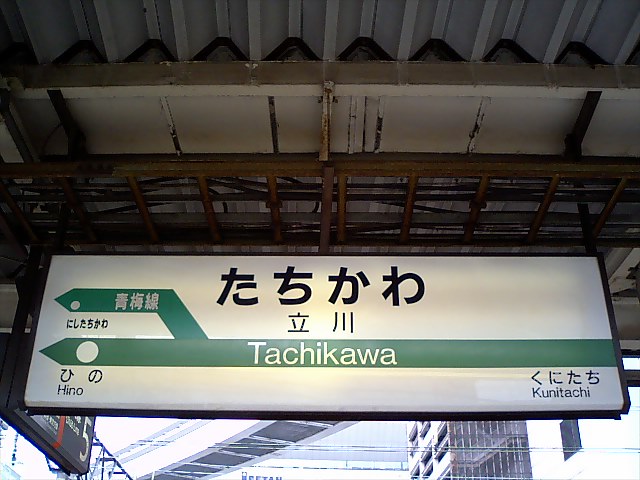 たちかわ
立川
Tachikawa
青梅線
にしたちかわ
ひの
Hino
くにたち
Kunitachi
5